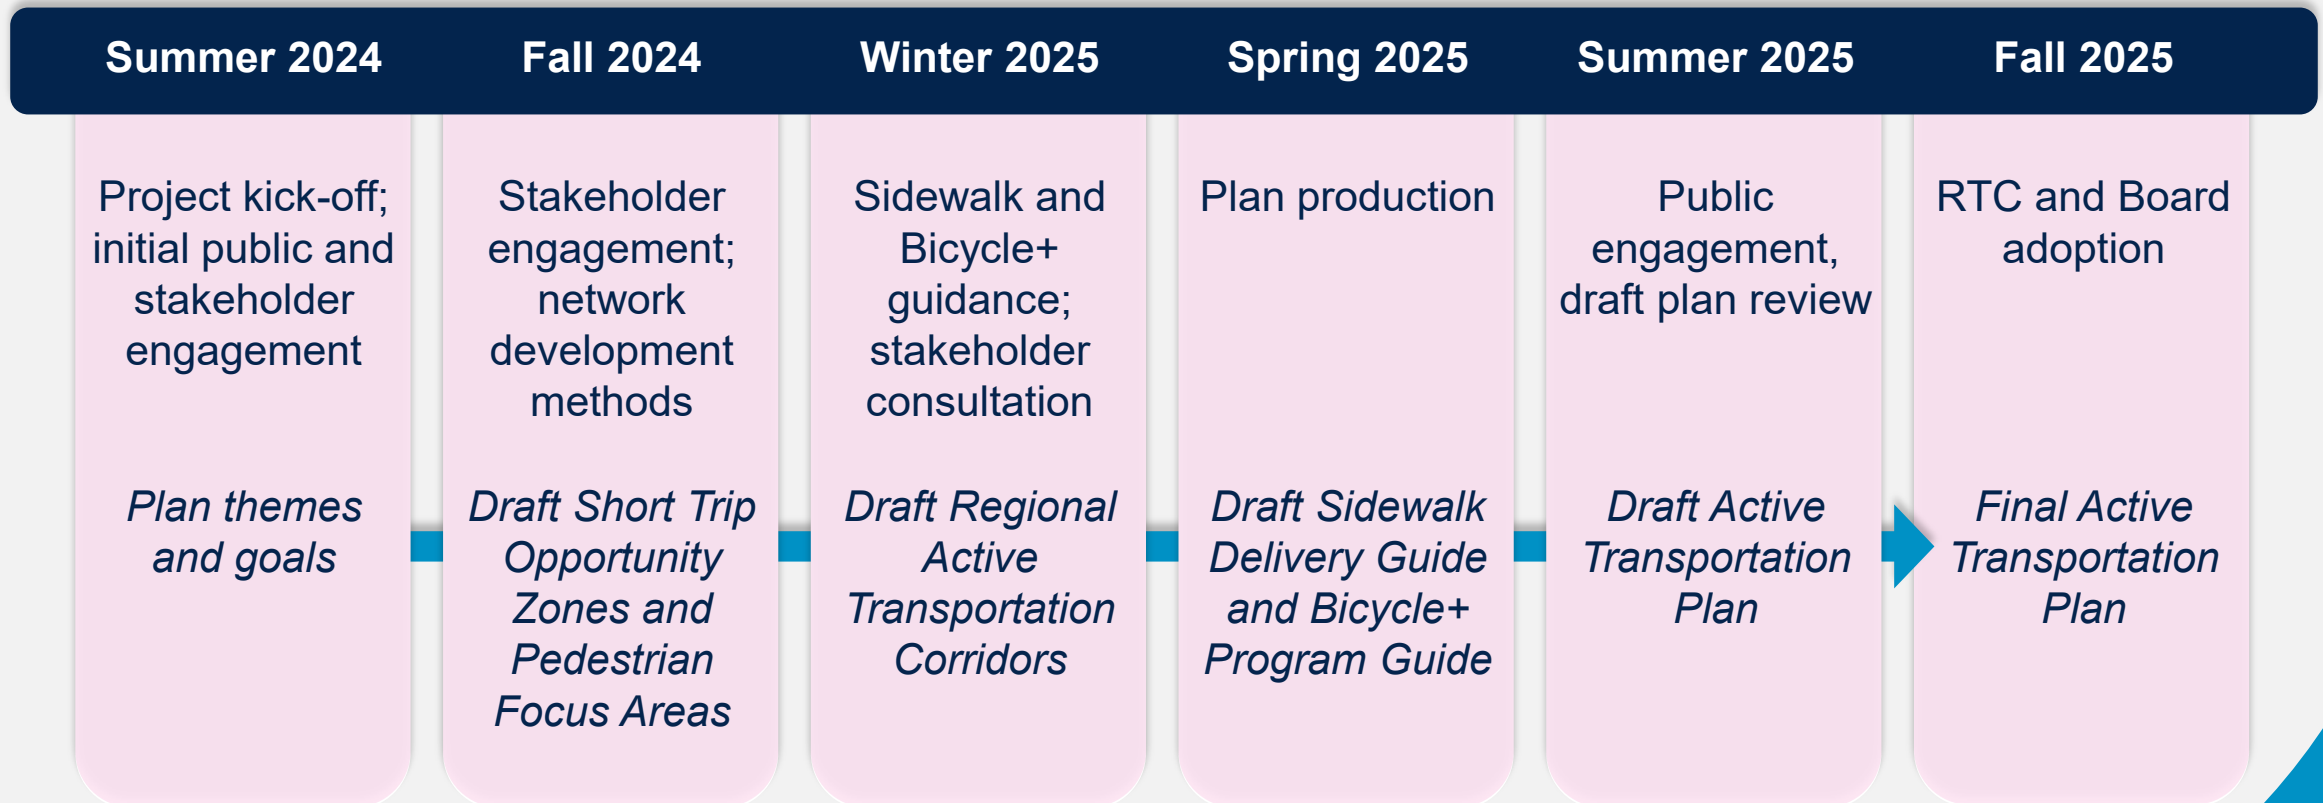 Summer 2024
Fall 2024
Winter 2025
Spring 2025
Summer 2025
Fall 2025
Project kick-off;
initial public and
stakeholder
engagement
Plan themes
and goals
Stakeholder
engagement;
network
development
methods
Draft Short Trip
Opportunity
Zones and
Pedestrian
Focus Areas
Sidewalk and
Bicycle+
guidance;
stakeholder
consultation
Draft Regional
Active
Transportation
Corridors
Plan production
Draft Sidewalk
Delivery Guide
and Bicycle+
Program Guide
Public
engagement,
draft plan review
Draft Active
Transportation
Plan
RTC and Board
adoption
Final Active
Transportation
Plan